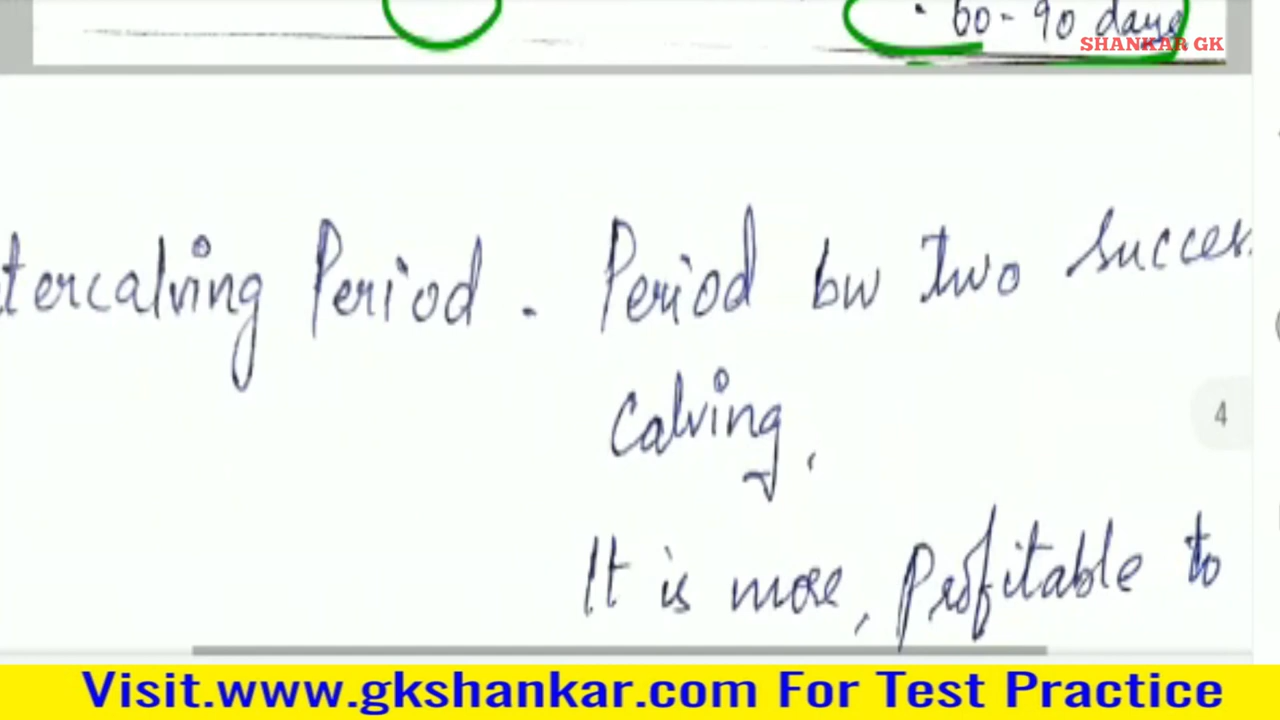 • 60 - 90 days
SHANKAR GK
tercalving Period . Period bw two succes
Calving,
4
It is more, Profitable to
Visit.www.gkshankar.com For Test Practice